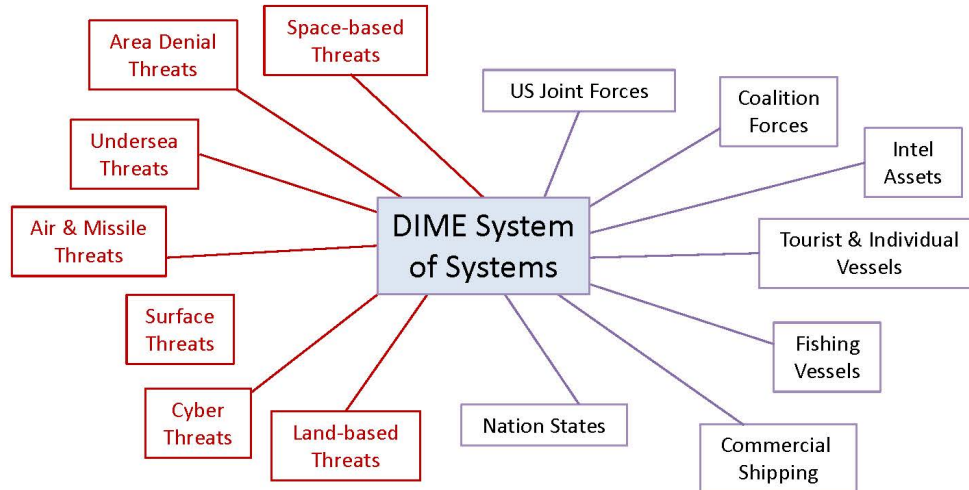 Space-based
Threats
Area Denial
Threats
US Joint Forces
Coalition
Forces
Undersea
Threats
Intel
Assets
Air & Missile
Threats
DIME System
of Systems
Tourist & Individual
Vessels
Surface
Threats
Fishing
Vessels
Cyber
Threats
Land-based
Threats
Nation States
Commercial
Shipping